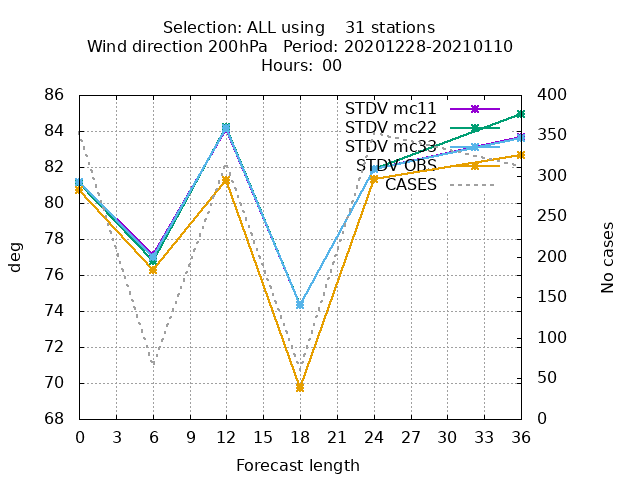 Selection: ALL using 31 stations
Wind direction 200hPa Period: 20201228-20210110
Hours: 00
86
84
82
80
78
76
74
72
70
68
400
350
300
250
200
150
100
50
0
0 3 6 9 12 15 18 21 24 27 30 33 36
deg
No cases
Forecast length
STDV mc11
STDV mc22
STDV mc33
STDV OBS
CASES